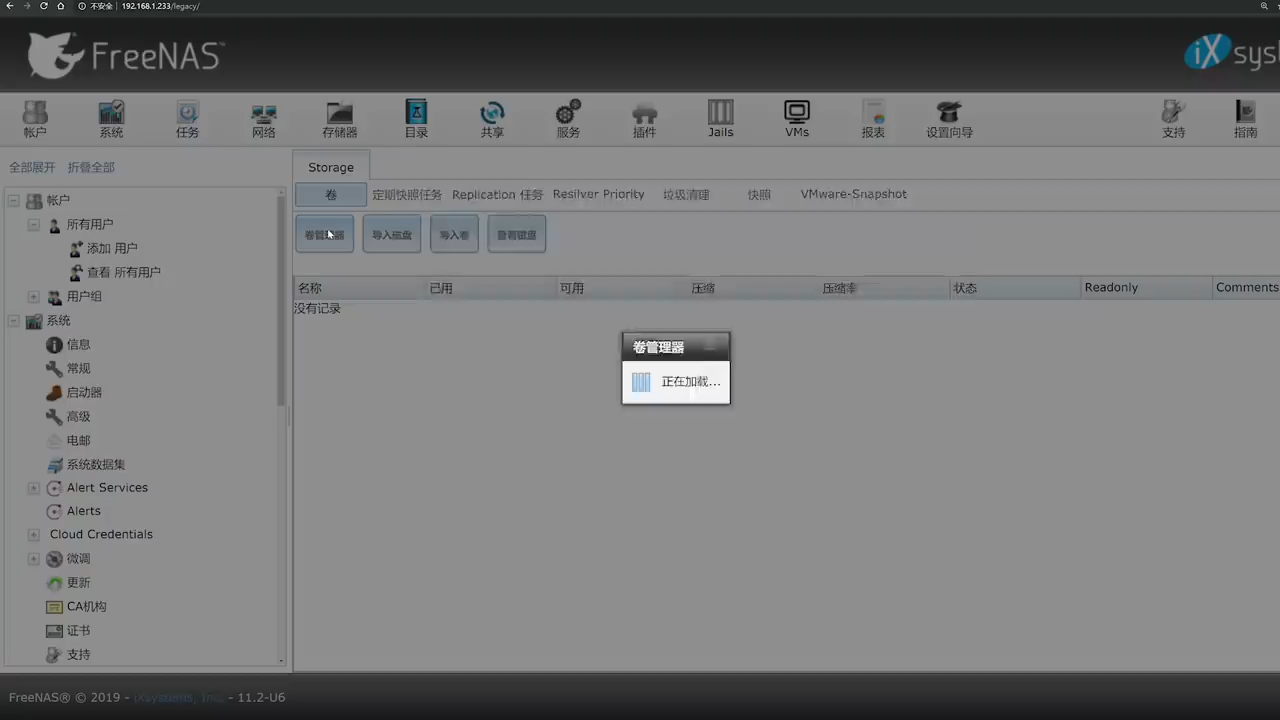 不安全 192.168.1.233/legacy/
FreeNAS
iX syst
帐户 系统 任务 网络 存储器 目录 共享 服务 插件 Jails VMs 报表 设置向导 支持 指南
全部展开 折叠全部
Storage
卷 定期快照任务 Replication 任务 Resilver Priority 垃圾清理 快照 VMware-Snapshot
卷管理器 导入磁盘 导入卷 查看磁盘
名称 已用 可用 压缩 压缩率 状态 Readonly Comments
没有记录
卷管理器
正在加载...
帐户
所有用户
添加 用户
查看 所有用户
用户组
系统
信息
常规
启动器
高级
电邮
系统数据集
Alert Services
Alerts
Cloud Credentials
微调
更新
CA机构
证书
支持
FreeNAS® © 2019 - iXsystems, Inc. - 11.2-U6